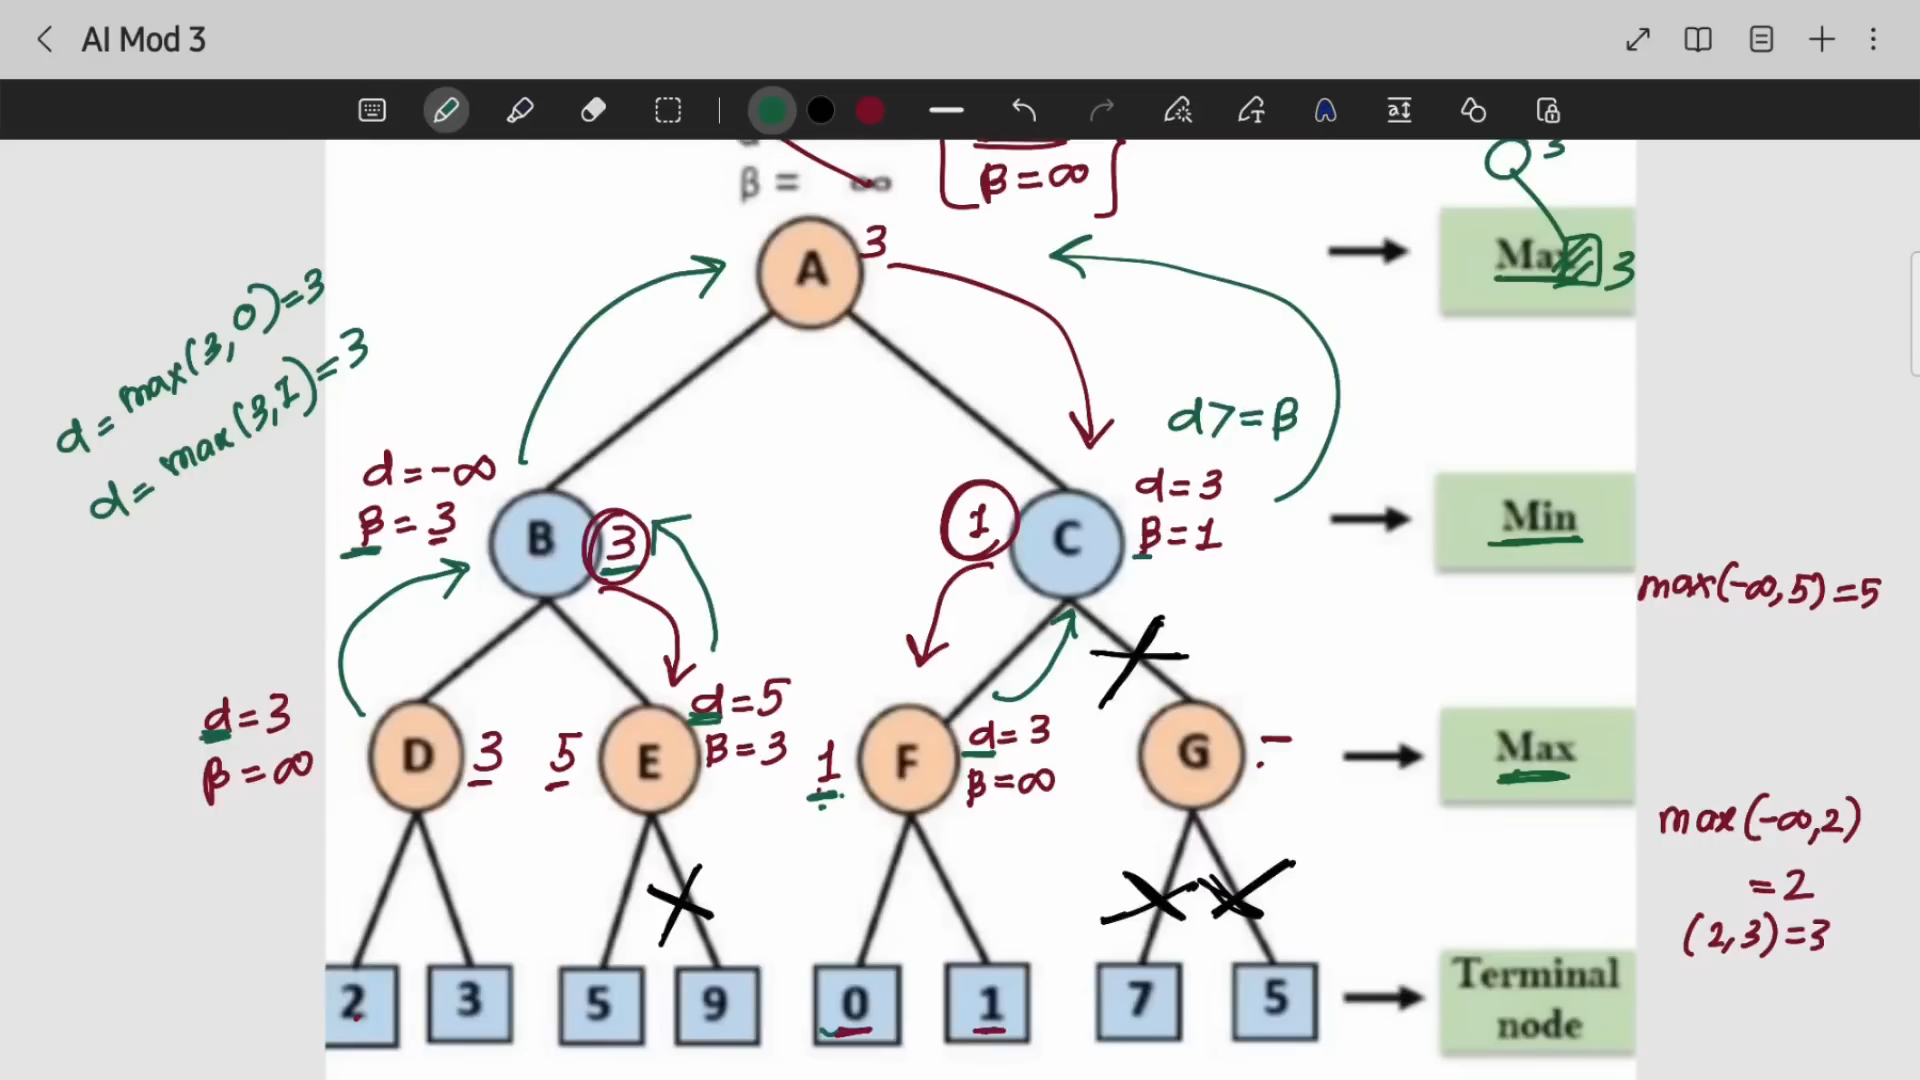 AI Mod 3
β = ∞
β = ∞
3
A
3
Max
3
α = max(3, 0) = 3
α = max(3, 1) = 3
α >= β
α = -∞
β = 3
B
3
1
C
α = 3
β = 1
Min
max(-∞, 5) = 5
α = 3
β = ∞
D
3
5
E
α = 5
β = 3
1
F
α = 3
β = ∞
G
Max
max(-∞, 2)
= 2
(2, 3) = 3
2
3
5
9
0
1
7
5
Terminal
node